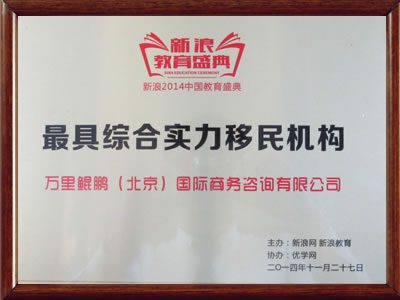 新浪
教育盛典
SINA EDUCATION CEREMONY
新浪2014中国教育盛典
最具综合实力移民机构
万里鲲鹏（北京）国际商务咨询有限公司
主办：新浪网 新浪教育
协办：优学网
二〇一四年十一月二十七日